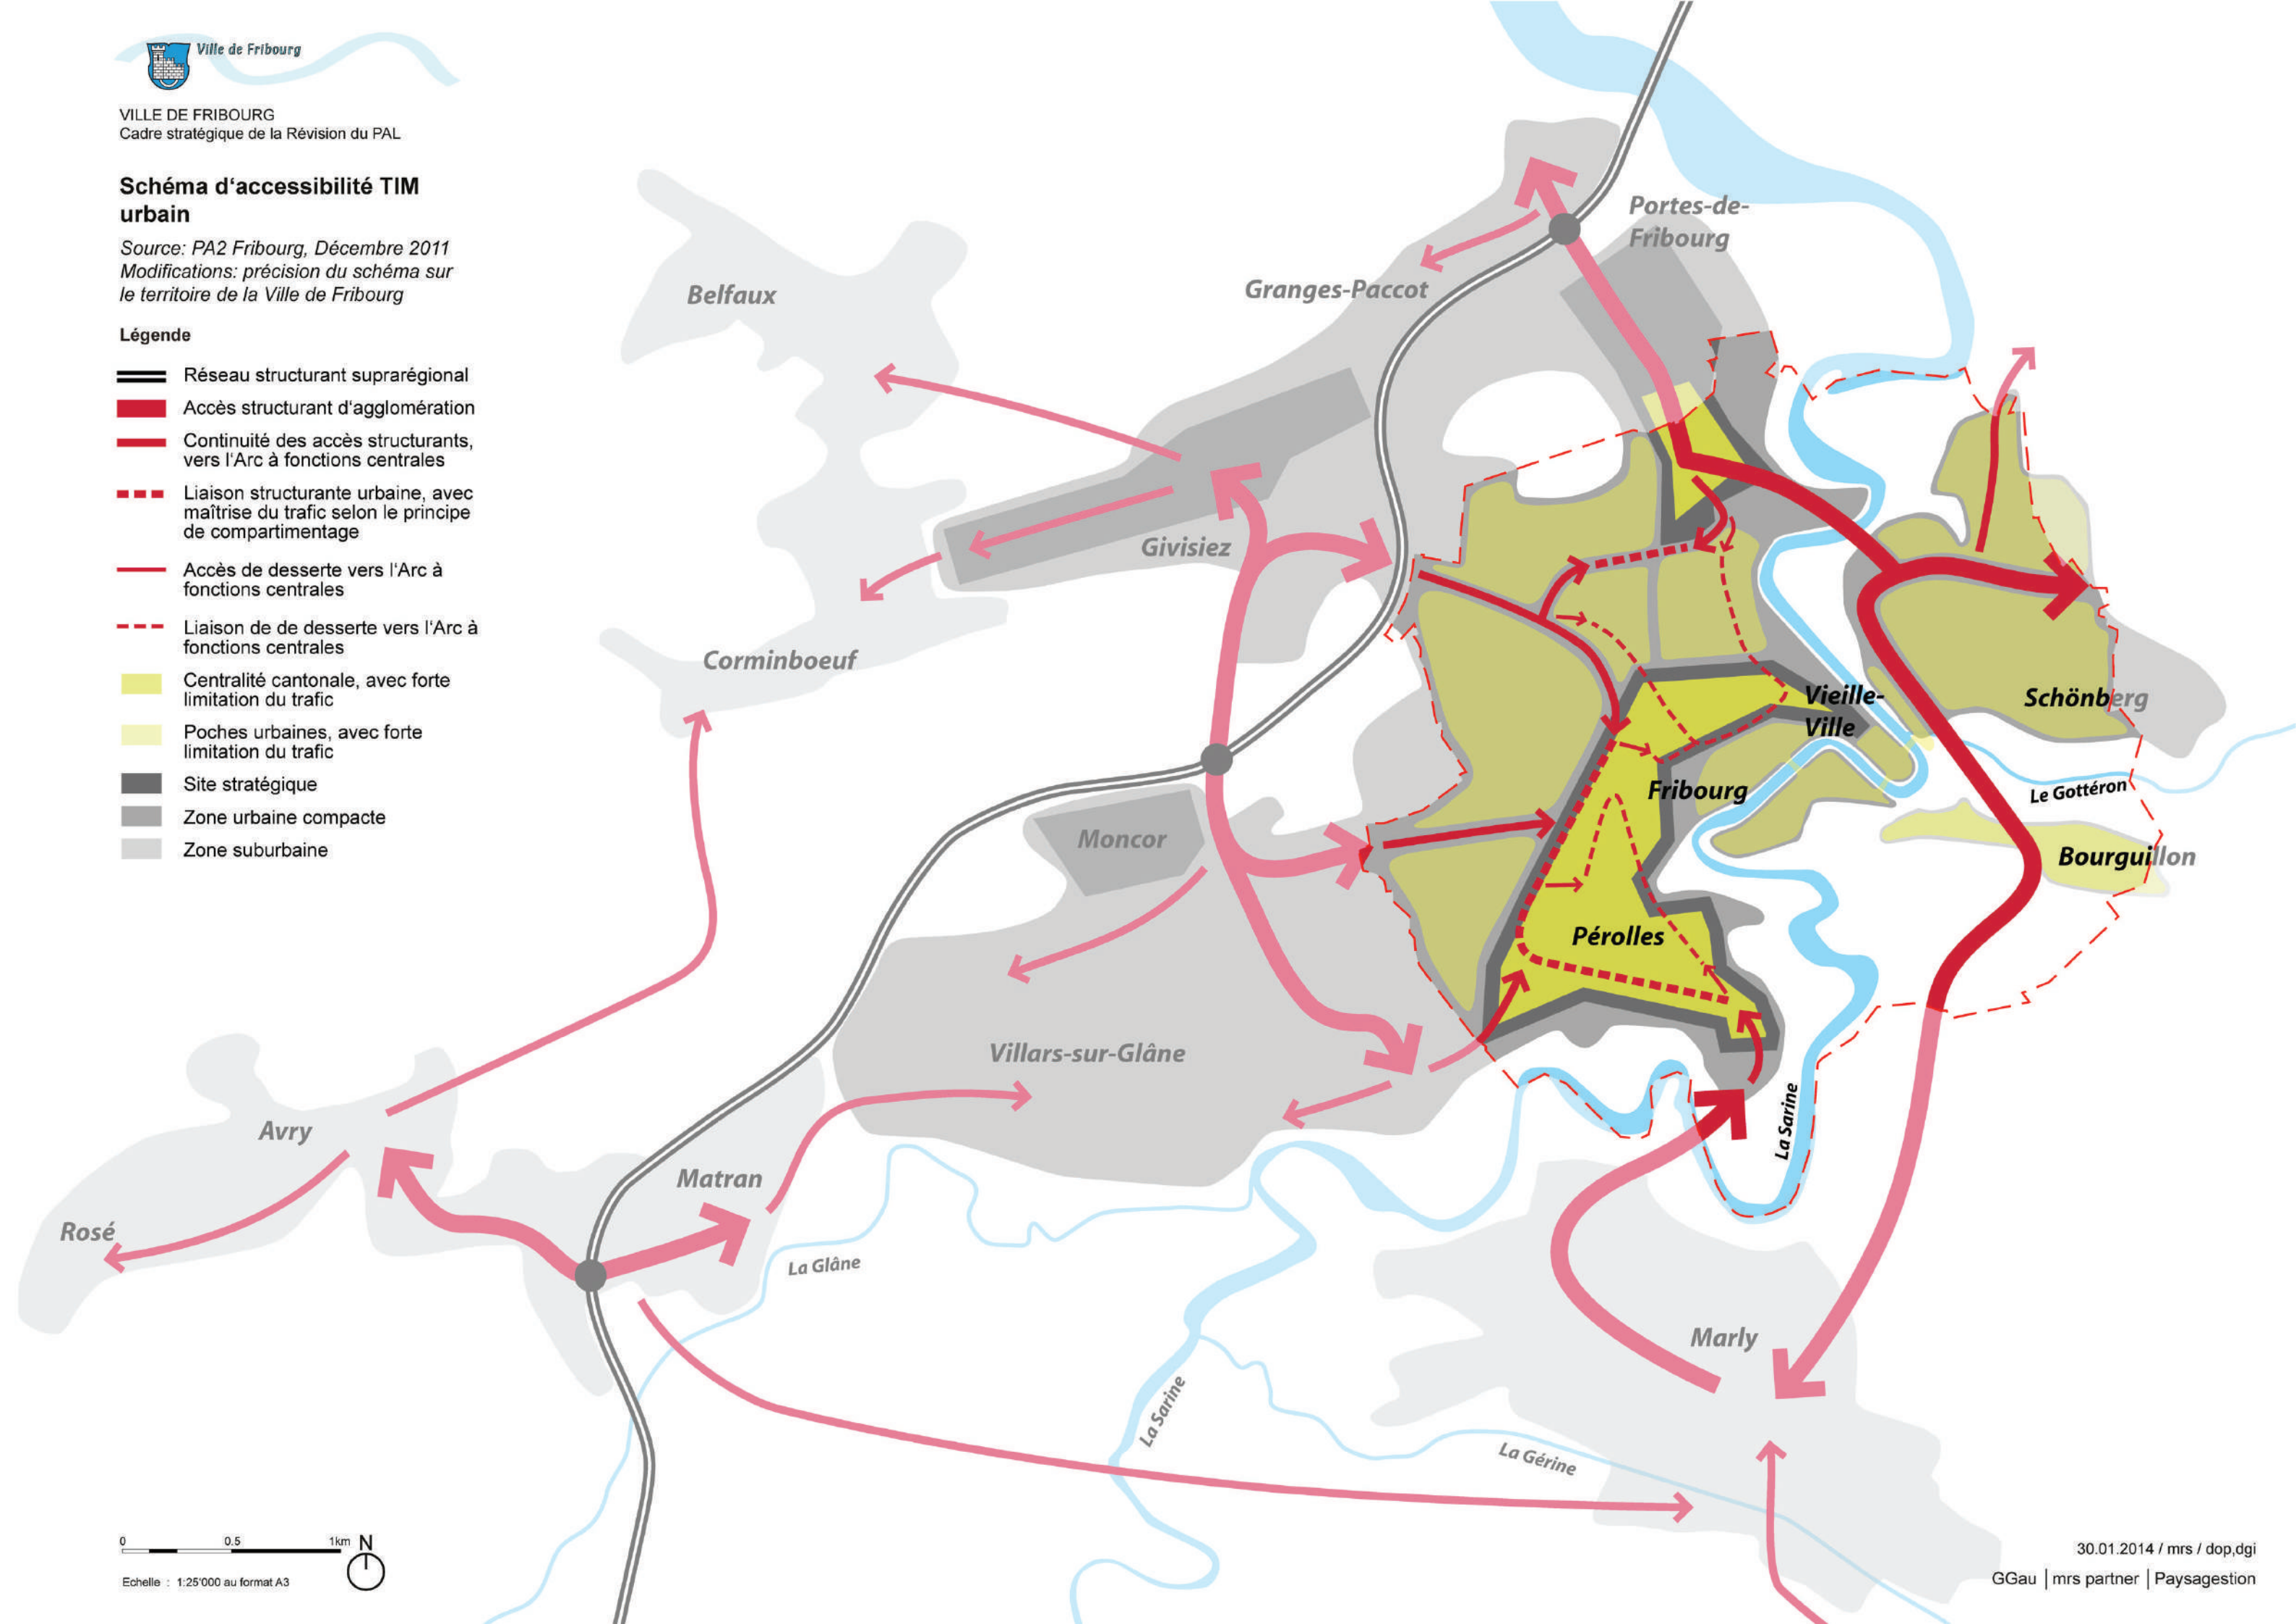 Ville de Fribourg
VILLE DE FRIBOURG
Cadre stratégique de la Révision du PAL
Schéma d'accessibilité TIM
urbain
Source: PA2 Fribourg, Décembre 2011
Modifications: précision du schéma sur
le territoire de la Ville de Fribourg
Légende
Réseau structurant suprarégional
Accès structurant d'agglomération
Continuité des accès structurants,
vers l'Arc à fonctions centrales
Liaison structurante urbaine, avec
maîtrise du trafic selon le principe
de compartimentage
Accès de desserte vers l'Arc à
fonctions centrales
Liaison de de desserte vers l'Arc à
fonctions centrales
Centralité cantonale, avec forte
limitation du trafic
Poches urbaines, avec forte
limitation du trafic
Site stratégique
Zone urbaine compacte
Zone suburbaine
Portes-de-
Fribourg
Granges-Paccot
Belfaux
Givisiez
Corminboeuf
Vieille-
Ville
Schönberg
Fribourg
Le Gottéron
Moncor
Bourguillon
Pérolles
Villars-sur-Glâne
La Sarine
Avry
Matran
Rosé
La Glâne
Marly
La Sarine
La Gérine
0 0.5 1km N
Echelle : 1:25'000 au format A3
30.01.2014 / mrs / dop,dgi
GGau | mrs partner | Paysagestion